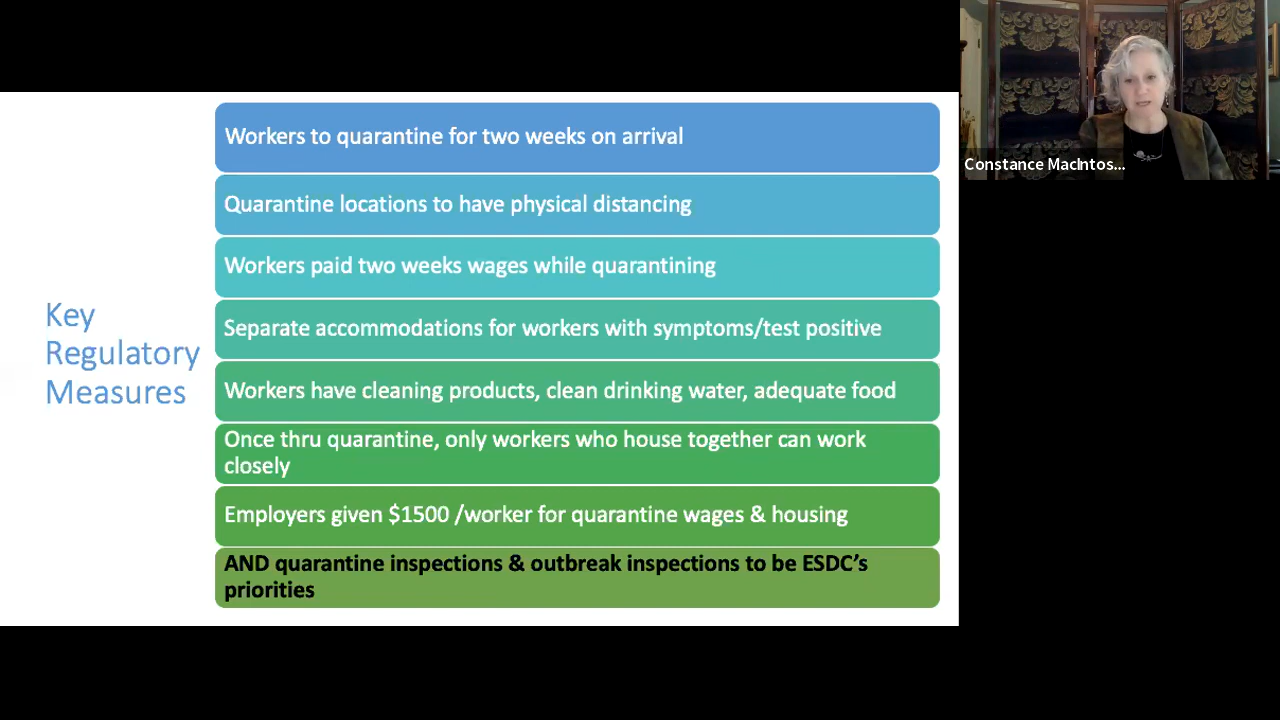 Workers to quarantine for two weeks on arrival
Quarantine locations to have physical distancing
Workers paid two weeks wages while quarantining
Key
Regulatory
Measures
Separate accommodations for workers with symptoms/test positive
Workers have cleaning products, clean drinking water, adequate food
Once thru quarantine, only workers who house together can work
closely
Employers given $1500 /worker for quarantine wages & housing
AND quarantine inspections & outbreak inspections to be ESDC’s
priorities
Constance MacIntos...